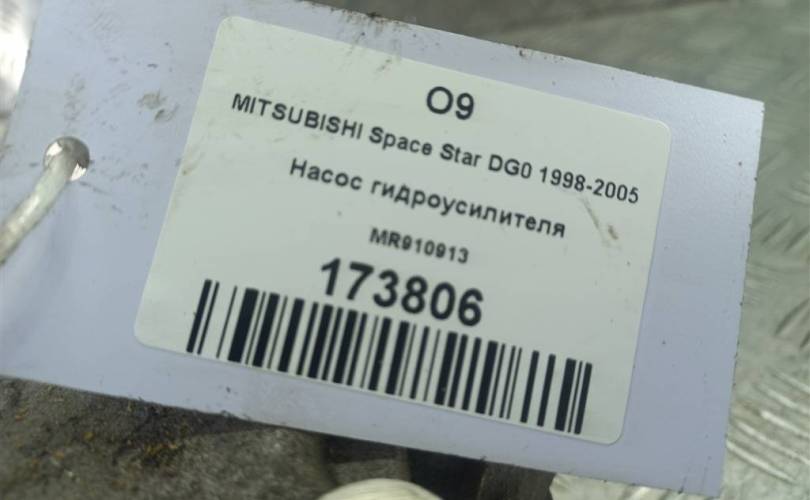 O9
MITSUBISHI Space Star DG0 1998-2005
Насос гидроусилителя
MR910913
173806